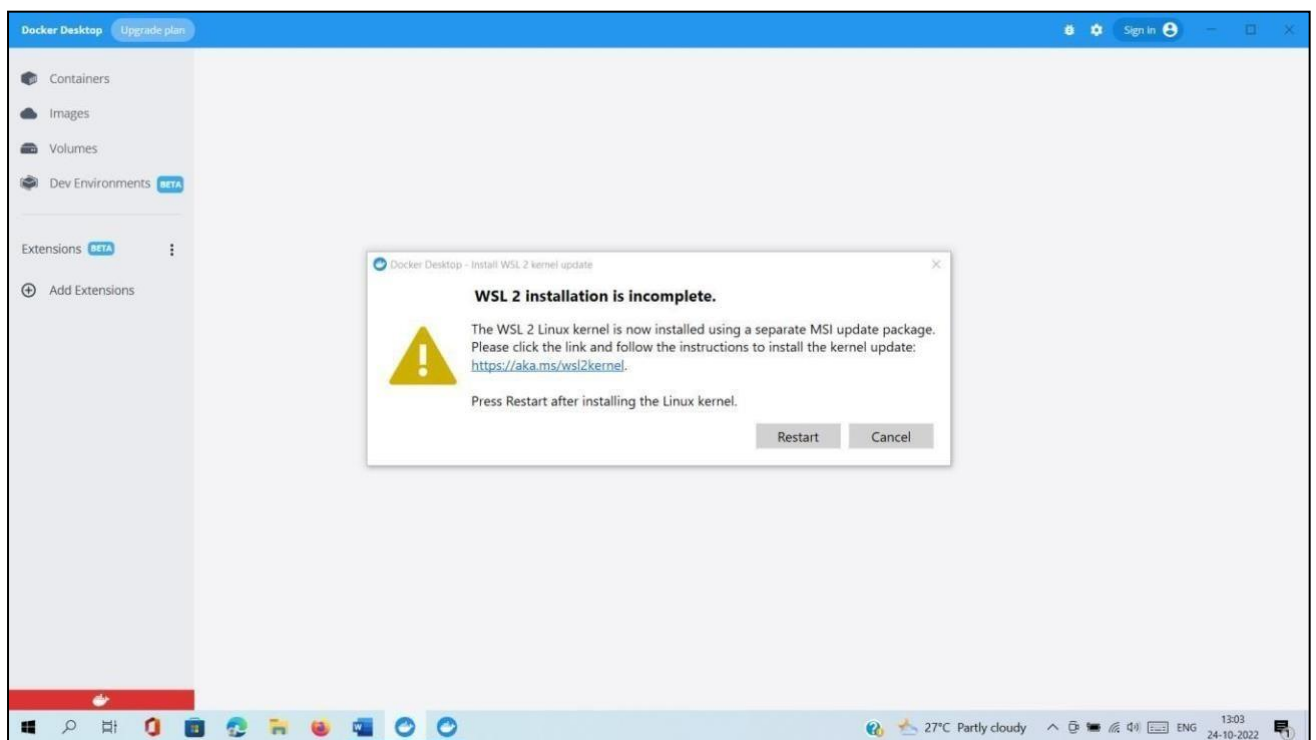 Docker Desktop Upgrade plan Sign in
Containers
Images
Volumes
Dev Environments BETA
Extensions BETA
Add Extensions
Docker Desktop - Install WSL 2 kernel update
WSL 2 installation is incomplete.
The WSL 2 Linux kernel is now installed using a separate MSI update package.
Please click the link and follow the instructions to install the kernel update:
https://aka.ms/wsl2kernel.
Press Restart after installing the Linux kernel.
Restart Cancel
27°C Partly cloudy ENG 13:03
24-10-2022